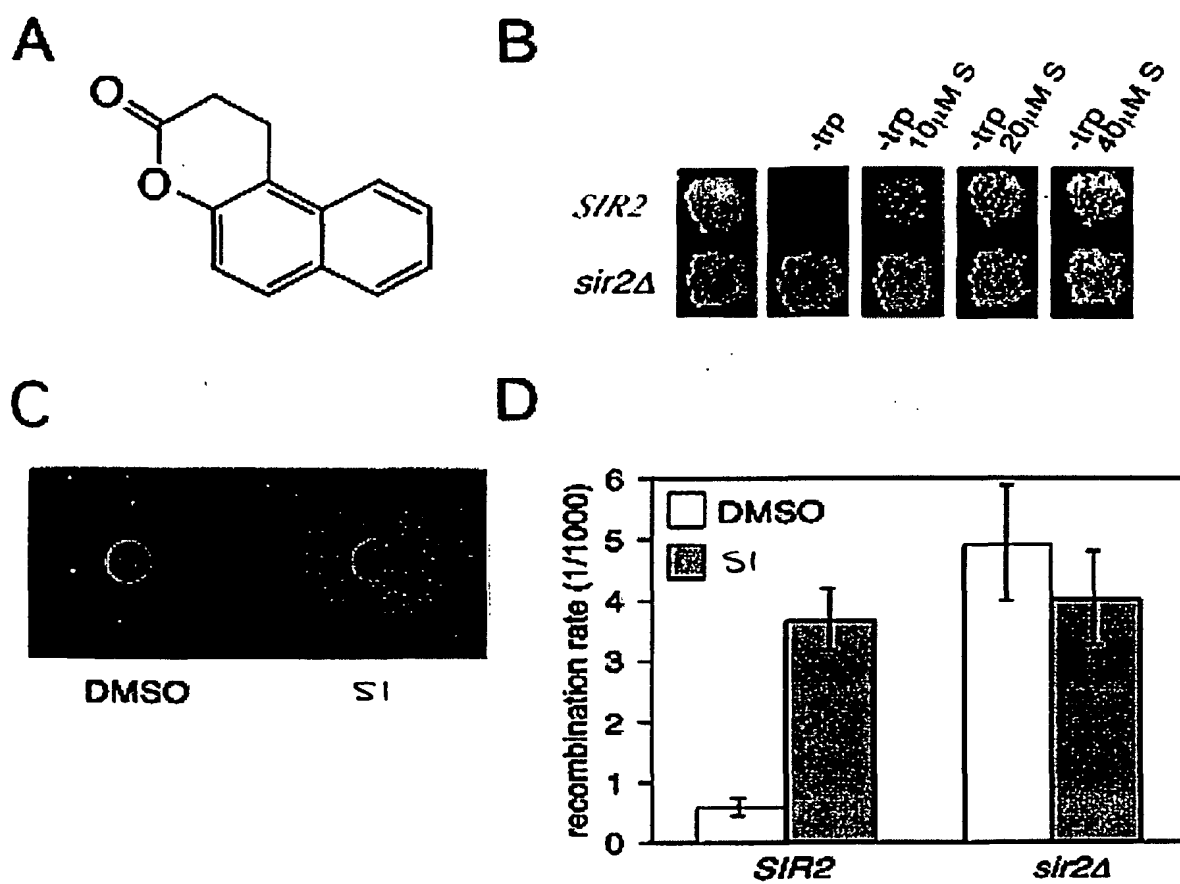 A
O
O
B
-trp
-trp 10μM S
-trp 20μM S
-trp 40μM S
SIR2
sir2Δ
C
DMSO
S1
D
recombination rate (1/1000)
6
5
4
3
2
1
0
DMSO
S1
SIR2
sir2Δ